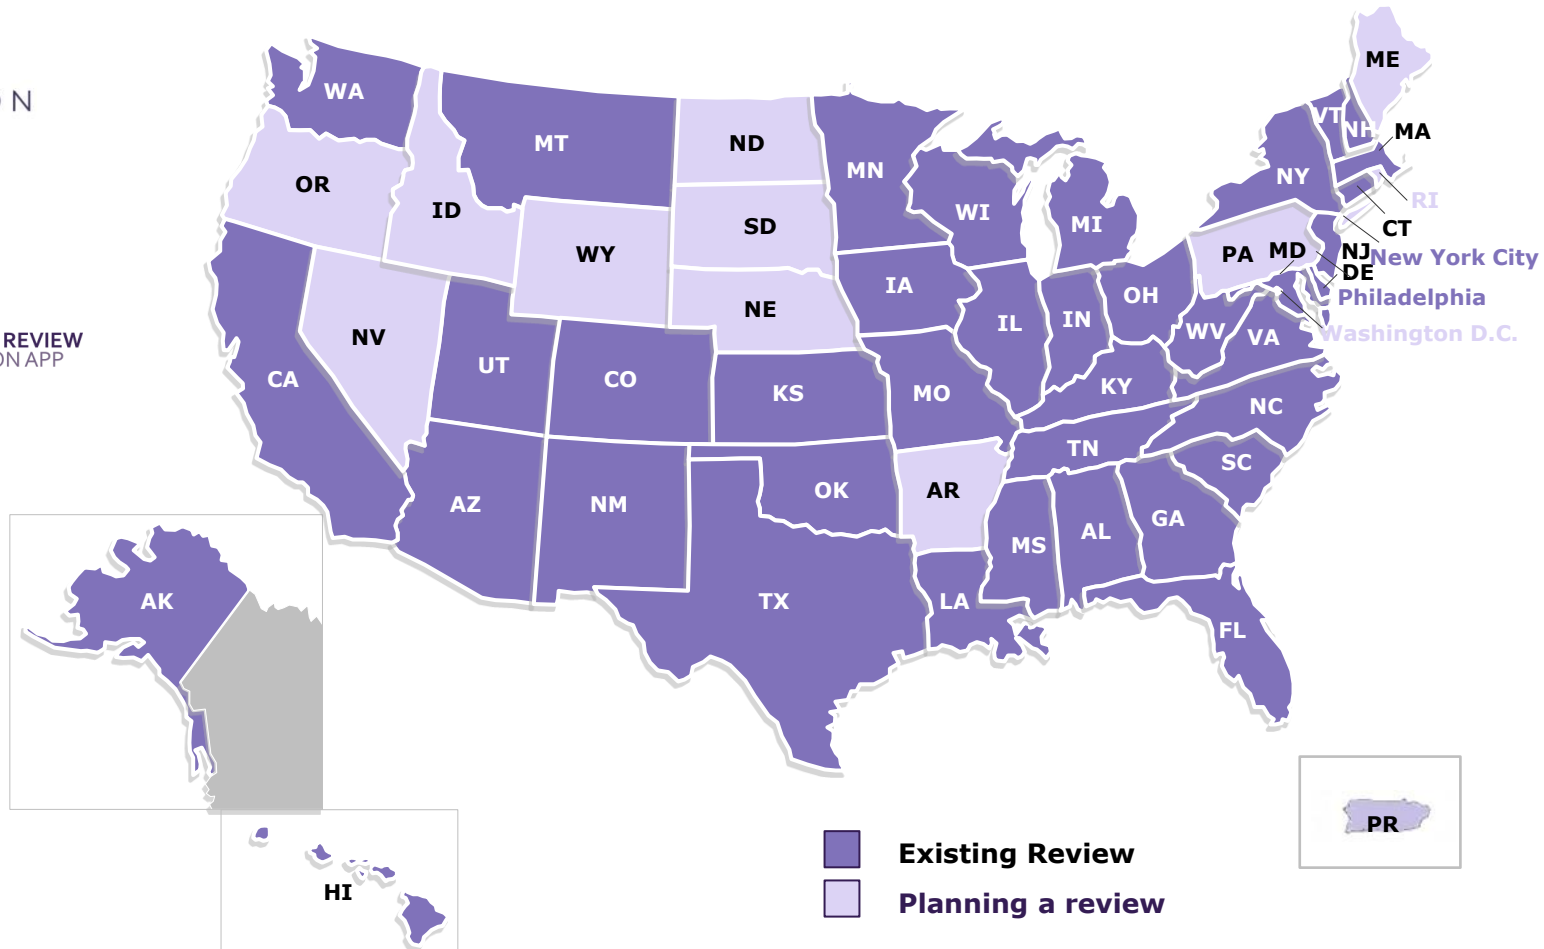 ON
REVIEW
ON APP
WA
MT
ND
MN
OR
ID
WY
SD
WI
MI
NY
VT
NH
ME
MA
RI
CT
NJ
New York City
DE
Philadelphia
Washington D.C.
PA
MD
NV
UT
CA
CO
NE
IA
IL
IN
OH
WV
VA
KS
MO
KY
NC
TN
SC
AZ
NM
OK
AR
MS
AL
GA
TX
LA
FL
AK
HI
PR
Existing Review
Planning a review